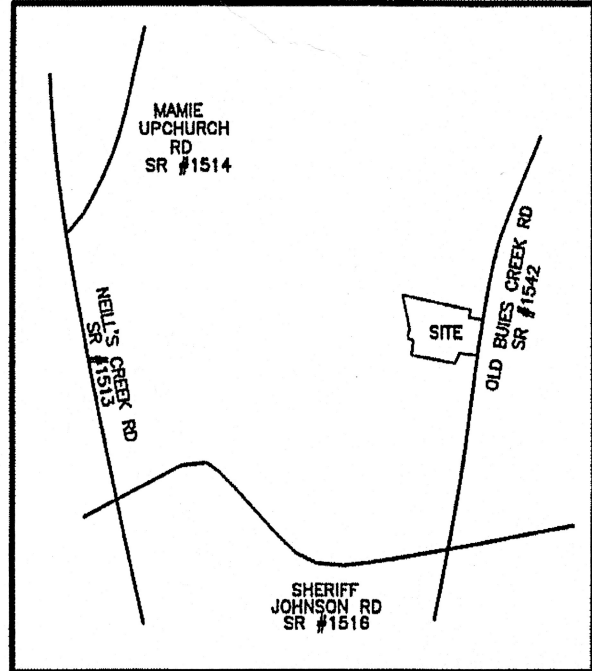 MAMIE
UPCHURCH
RD
SR #1514
OLD BUIES CREEK RD
SR #1542
SITE
NEILL'S CREEK RD
SR #1513
SHERIFF
JOHNSON RD
SR #1516